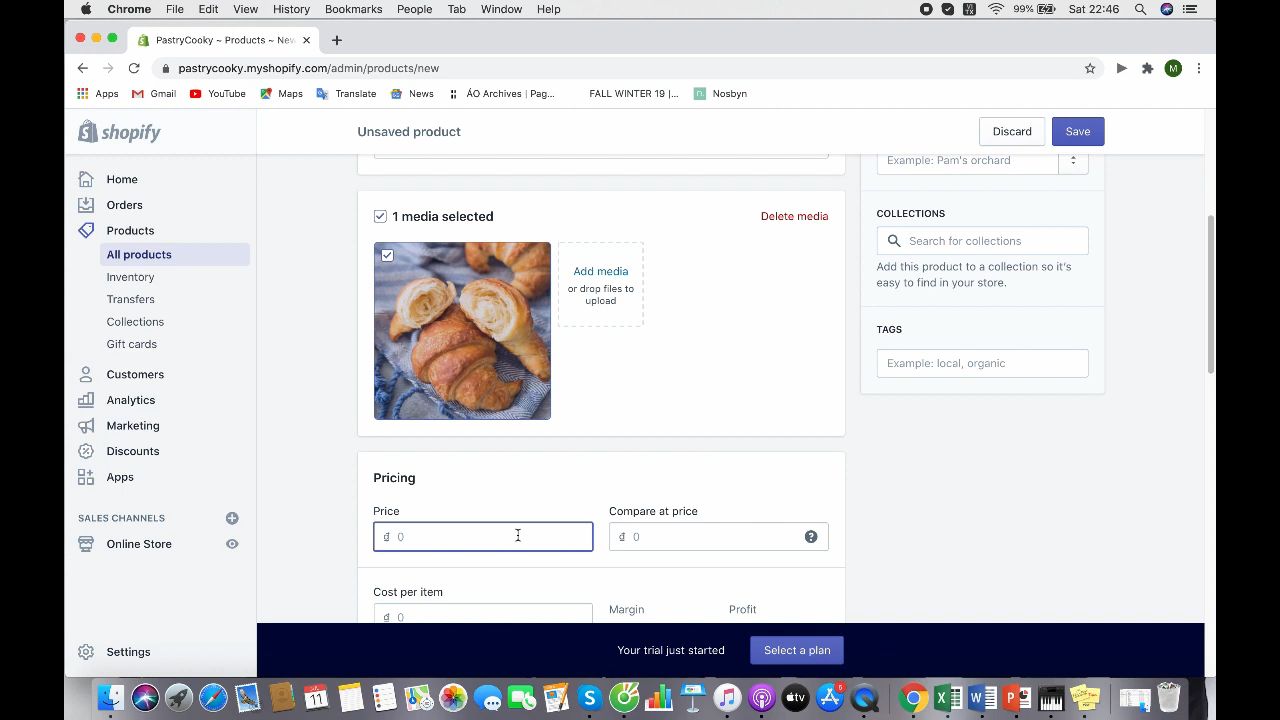 Chrome File Edit View History Bookmarks People Tab Window Help 99% Sat 22:46
PastryCooky ~ Products ~ Nev
pastrycooky.myshopify.com/admin/products/new
M
Apps Gmail YouTube Maps Translate News ÁO Archives | Pag... FALL WINTER 19 |... Nosbyn
shopify
Unsaved product
Discard
Save
Home
Orders
Products
All products
Inventory
Transfers
Collections
Gift cards
Customers
Analytics
Marketing
Discounts
Apps
SALES CHANNELS
Online Store
Settings
1 media selected
Delete media
Add media
or drop files to
upload
Pricing
Price
Compare at price
₫ 0
₫ 0
Cost per item
Margin
Profit
₫ 0
Example: Pam's orchard
COLLECTIONS
Search for collections
Add this product to a collection so it's
easy to find in your store.
TAGS
Example: local, organic
Your trial just started
Select a plan